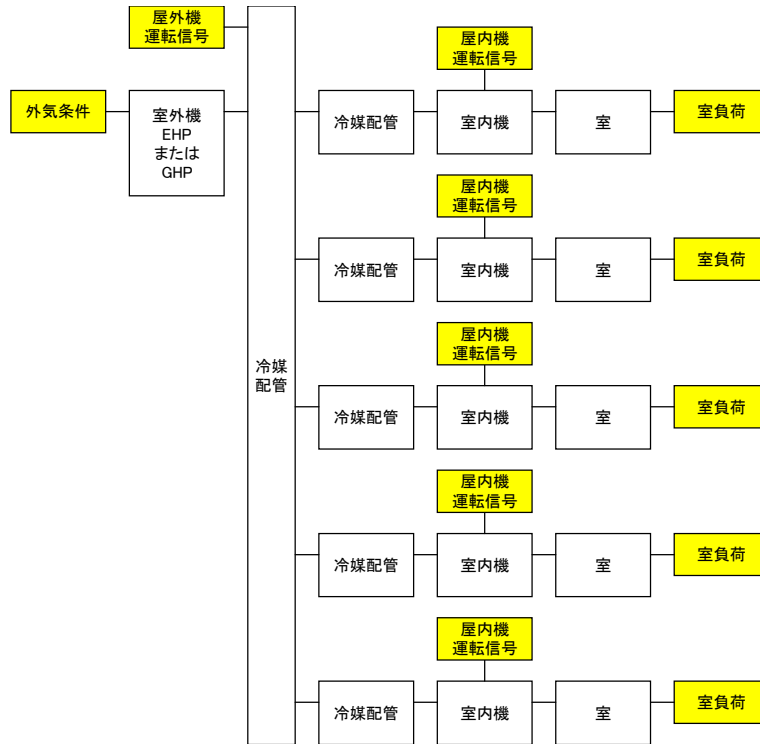 屋外機
運転信号
外気条件
室外機
EHP
または
GHP
冷媒
配管
屋内機
運転信号
冷媒配管
室内機
室
室負荷
屋内機
運転信号
冷媒配管
室内機
室
室負荷
屋内機
運転信号
冷媒配管
室内機
室
室負荷
屋内機
運転信号
冷媒配管
室内機
室
室負荷
屋内機
運転信号
冷媒配管
室内機
室
室負荷